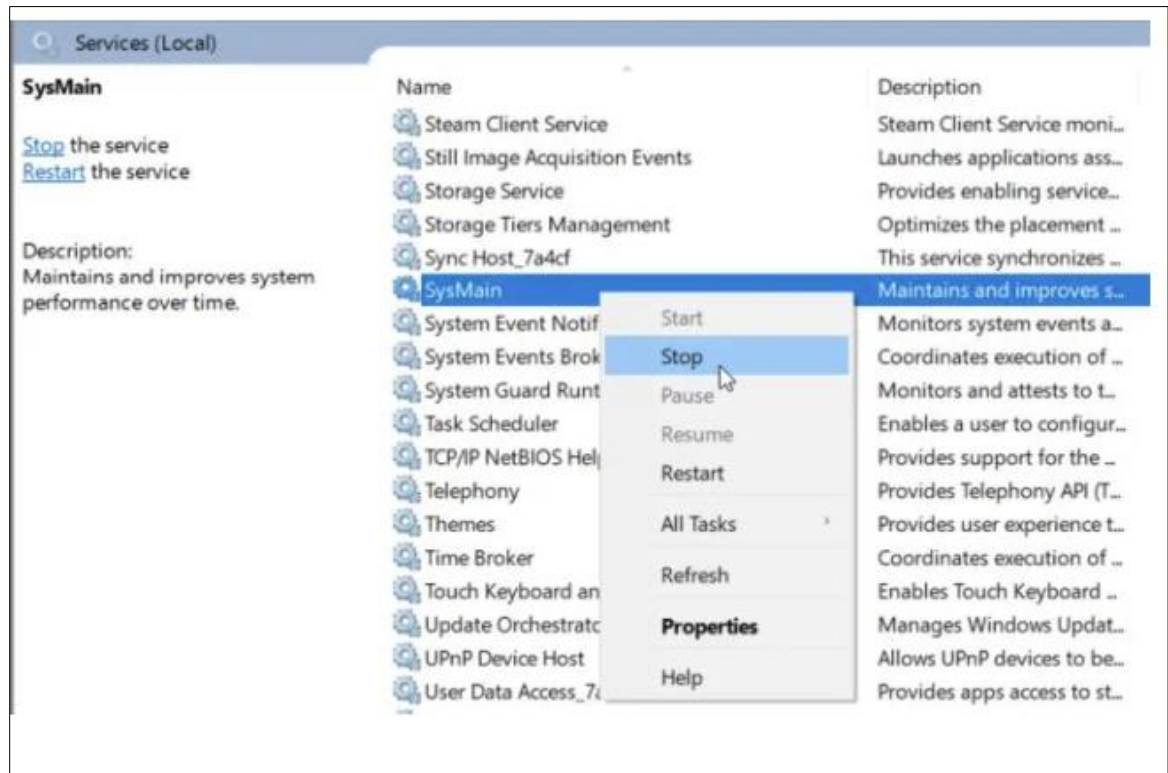 Services (Local)
SysMain
Stop the service
Restart the service
Description:
Maintains and improves system
performance over time.
Name Description
Steam Client Service Steam Client Service moni...
Still Image Acquisition Events Launches applications ass...
Storage Service Provides enabling service...
Storage Tiers Management Optimizes the placement ...
Sync Host_7a4cf This service synchronizes ...
SysMain Maintains and improves s...
System Event Notif Monitors system events a...
System Events Brok Coordinates execution of ...
System Guard Runt Monitors and attests to t...
Task Scheduler Enables a user to configur...
TCP/IP NetBIOS Hel Provides support for the ...
Telephony Provides Telephony API (T...
Themes Provides user experience t...
Time Broker Coordinates execution of ...
Touch Keyboard an Enables Touch Keyboard ...
Update Orchestratc Manages Windows Updat...
UPnP Device Host Allows UPnP devices to be...
User Data Access_7a Provides apps access to st...
Start
Stop
Pause
Resume
Restart
All Tasks
Refresh
Properties
Help